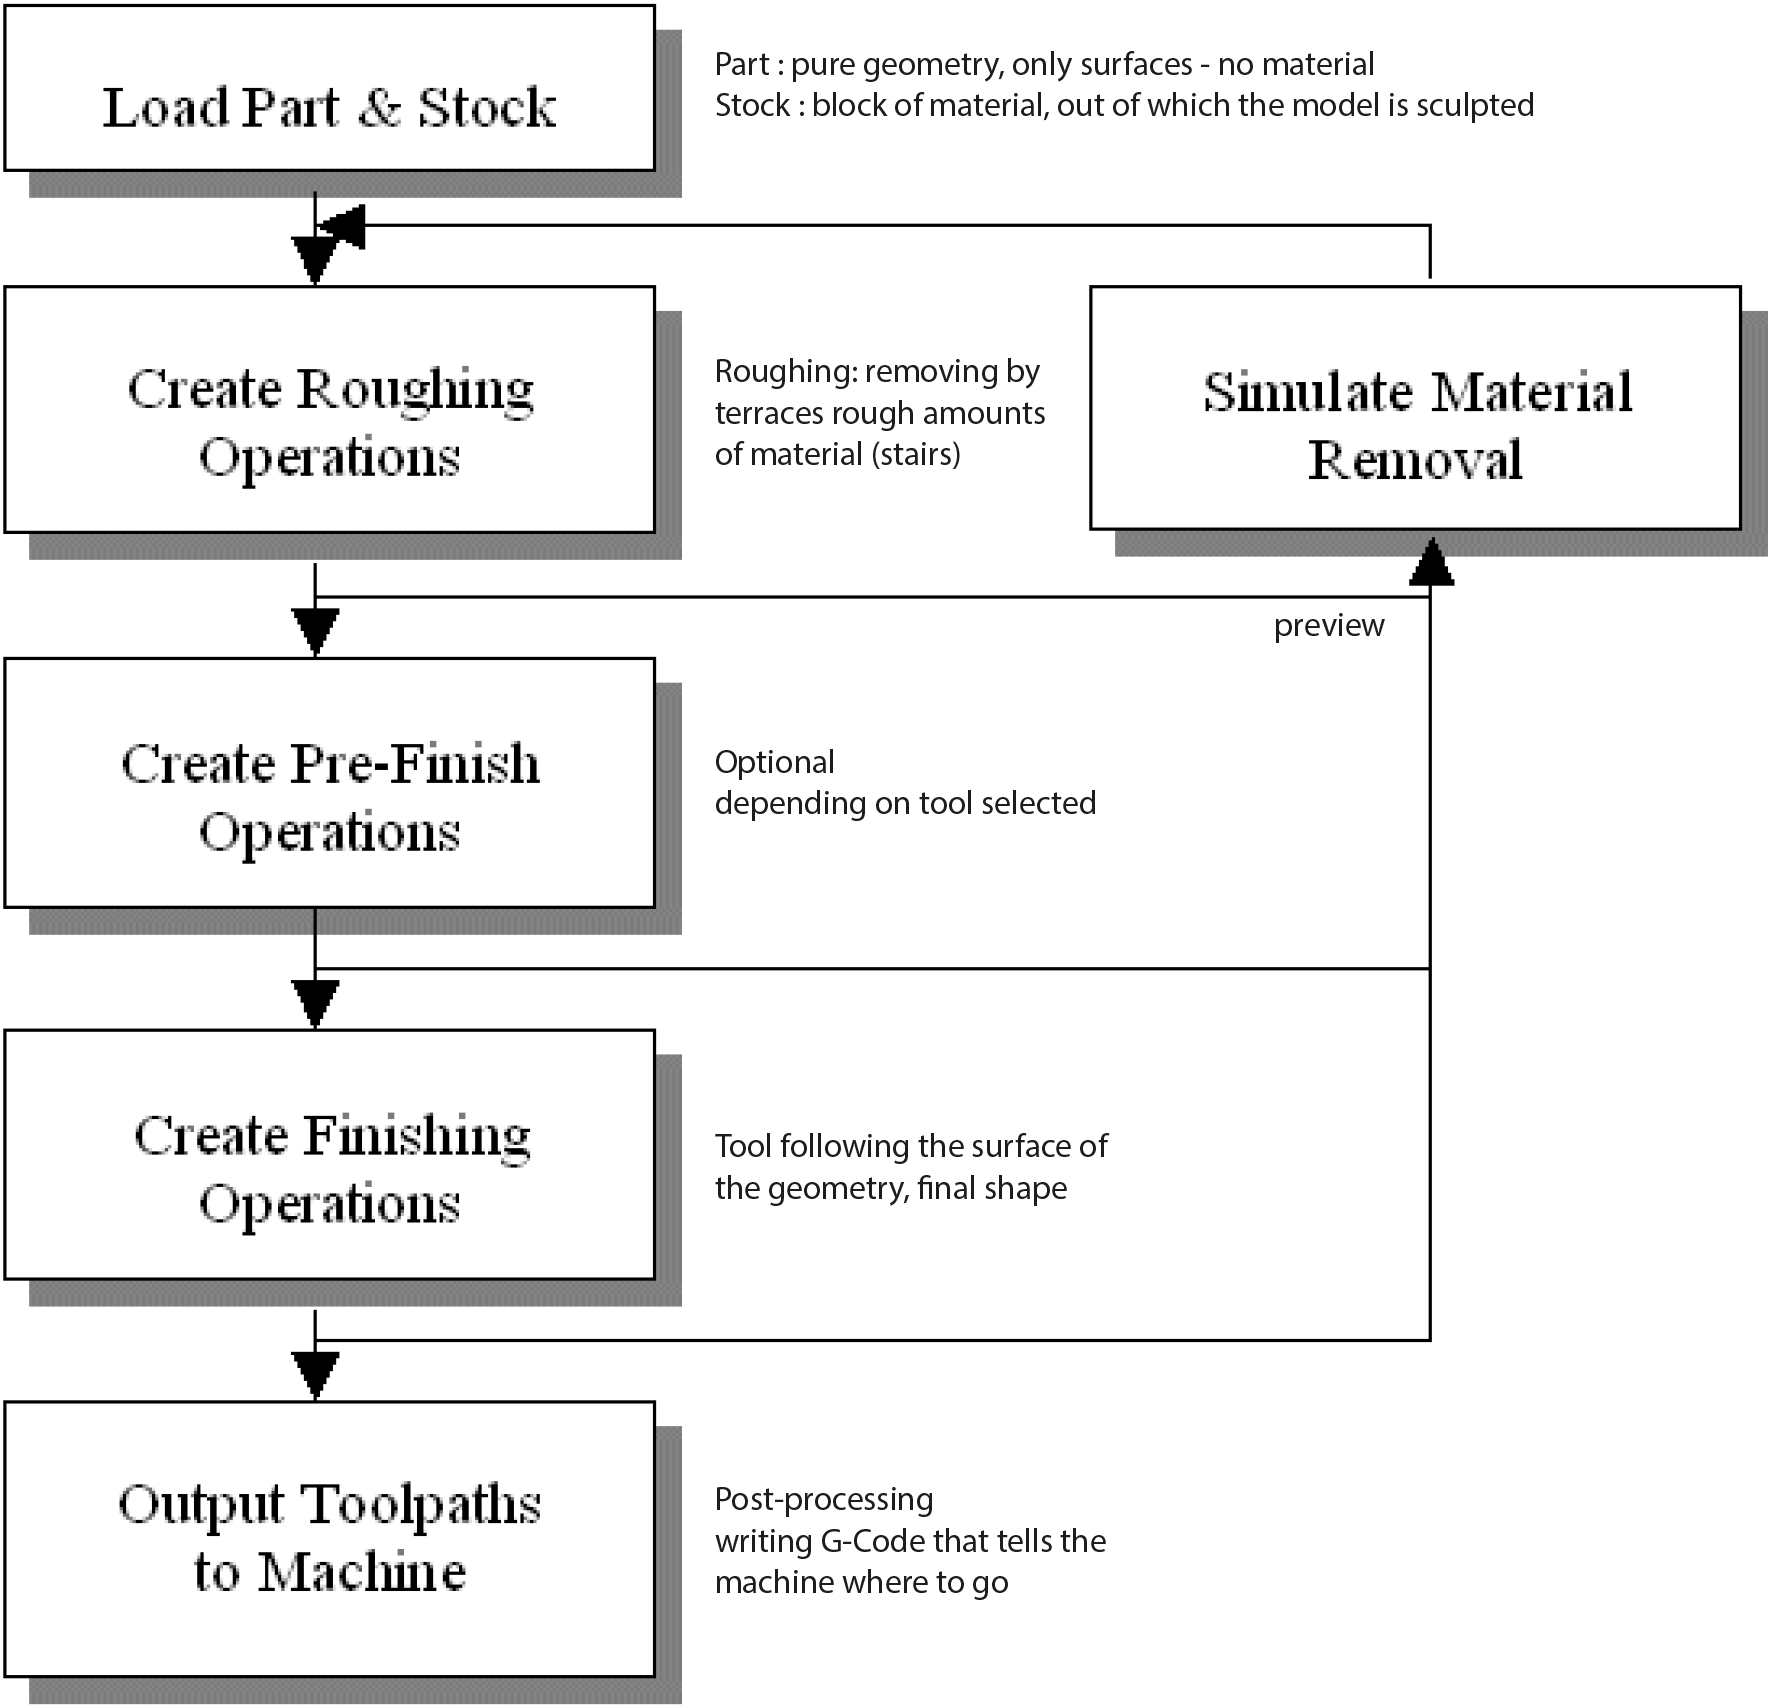 Load Part & Stock
Part : pure geometry, only surfaces - no material
Stock : block of material, out of which the model is sculpted
Create Roughing
Operations
Roughing: removing by
terraces rough amounts
of material (stairs)
Simulate Material
Removal
preview
Create Pre-Finish
Operations
Optional
depending on tool selected
Create Finishing
Operations
Tool following the surface of
the geometry, final shape
Output Toolpaths
to Machine
Post-processing
writing G-Code that tells the
machine where to go